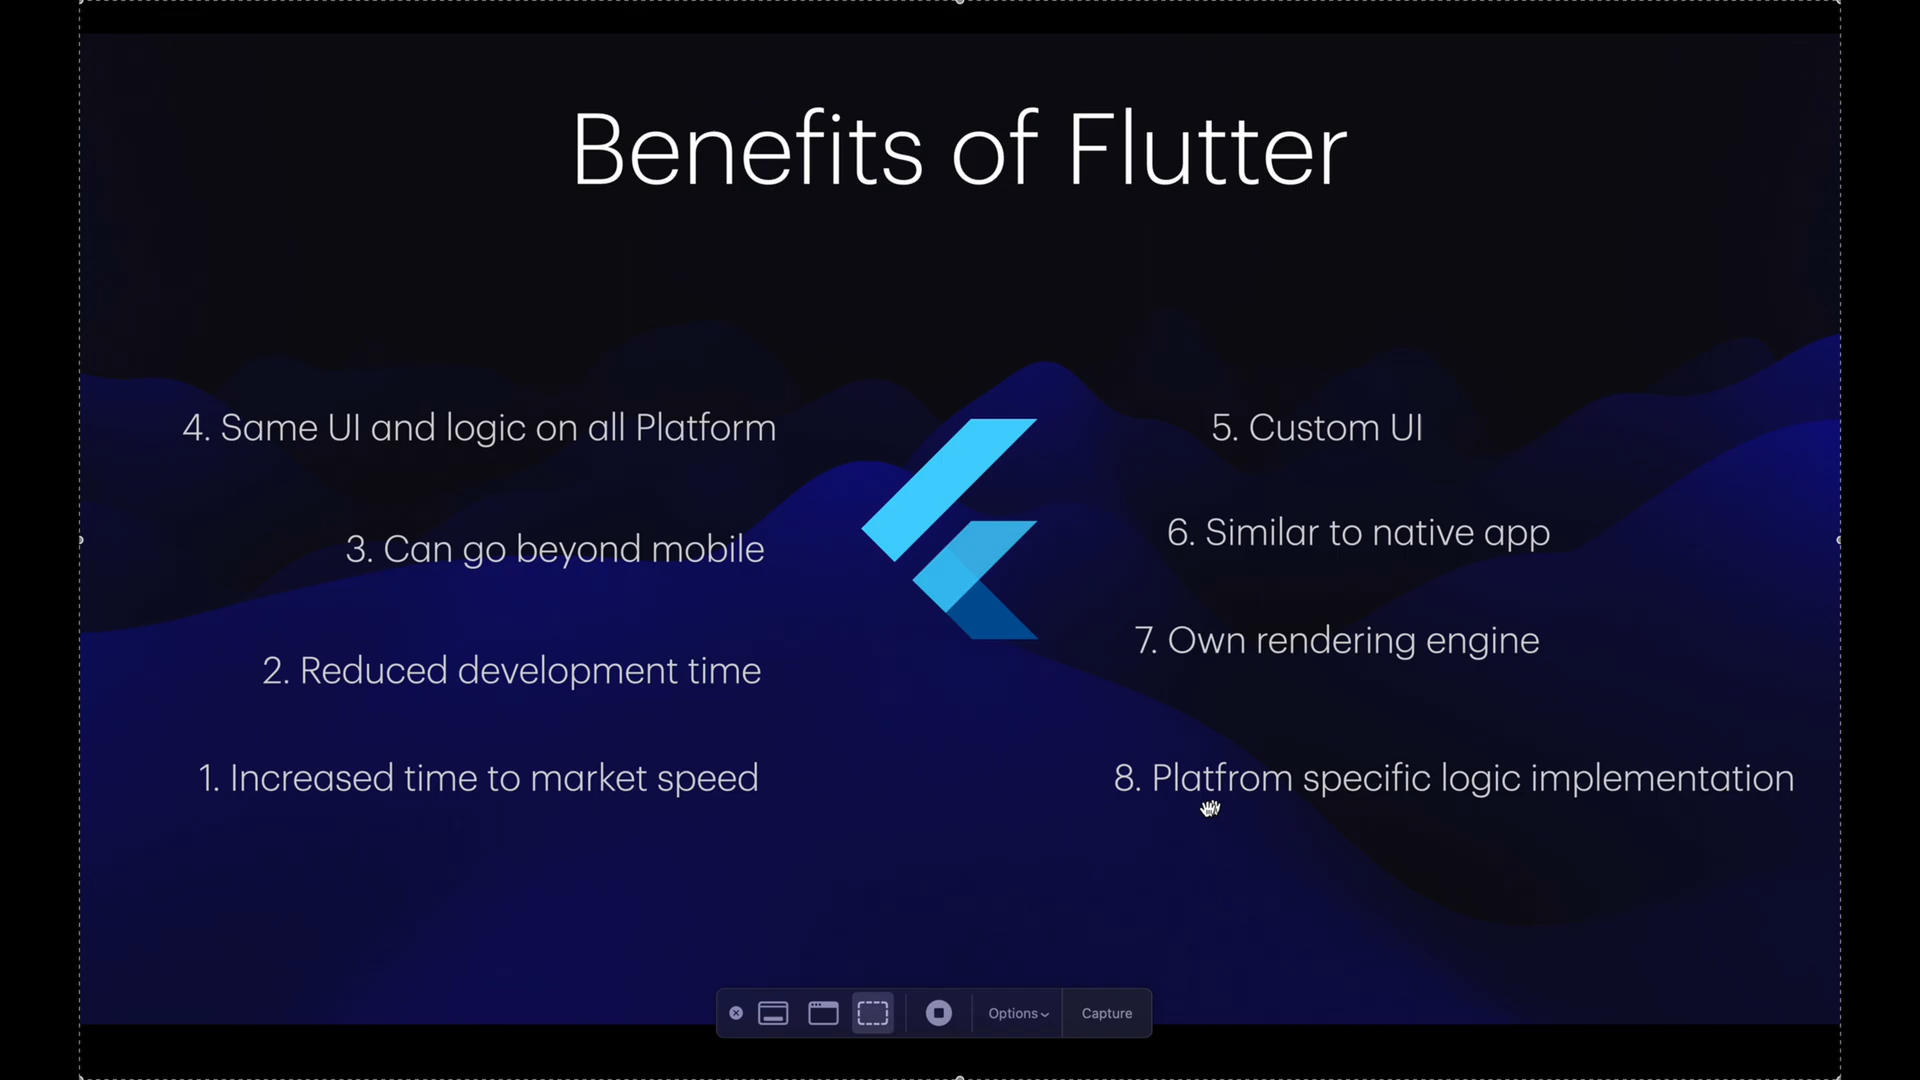 Benefits of Flutter
4. Same UI and logic on all Platform
3. Can go beyond mobile
2. Reduced development time
1. Increased time to market speed
5. Custom UI
6. Similar to native app
7. Own rendering engine
8. Platfrom specific logic implementation
Options
Capture